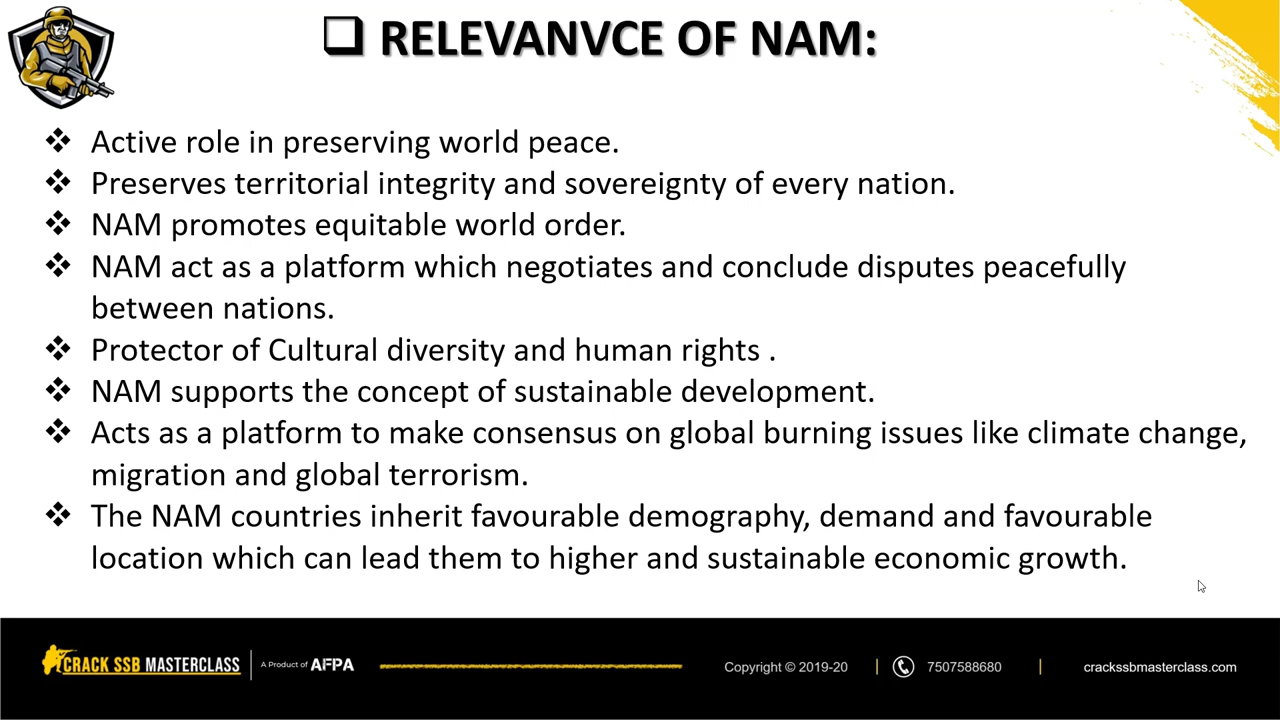 RELEVANVCE OF NAM:
Active role in preserving world peace.
Preserves territorial integrity and sovereignty of every nation.
NAM promotes equitable world order.
NAM act as a platform which negotiates and conclude disputes peacefully
between nations.
Protector of Cultural diversity and human rights .
NAM supports the concept of sustainable development.
Acts as a platform to make consensus on global burning issues like climate change,
migration and global terrorism.
The NAM countries inherit favourable demography, demand and favourable
location which can lead them to higher and sustainable economic growth.
CRACK SSB MASTERCLASS A Product of AFPA Copyright © 2019-20 7507588680 crackssbmasterclass.com